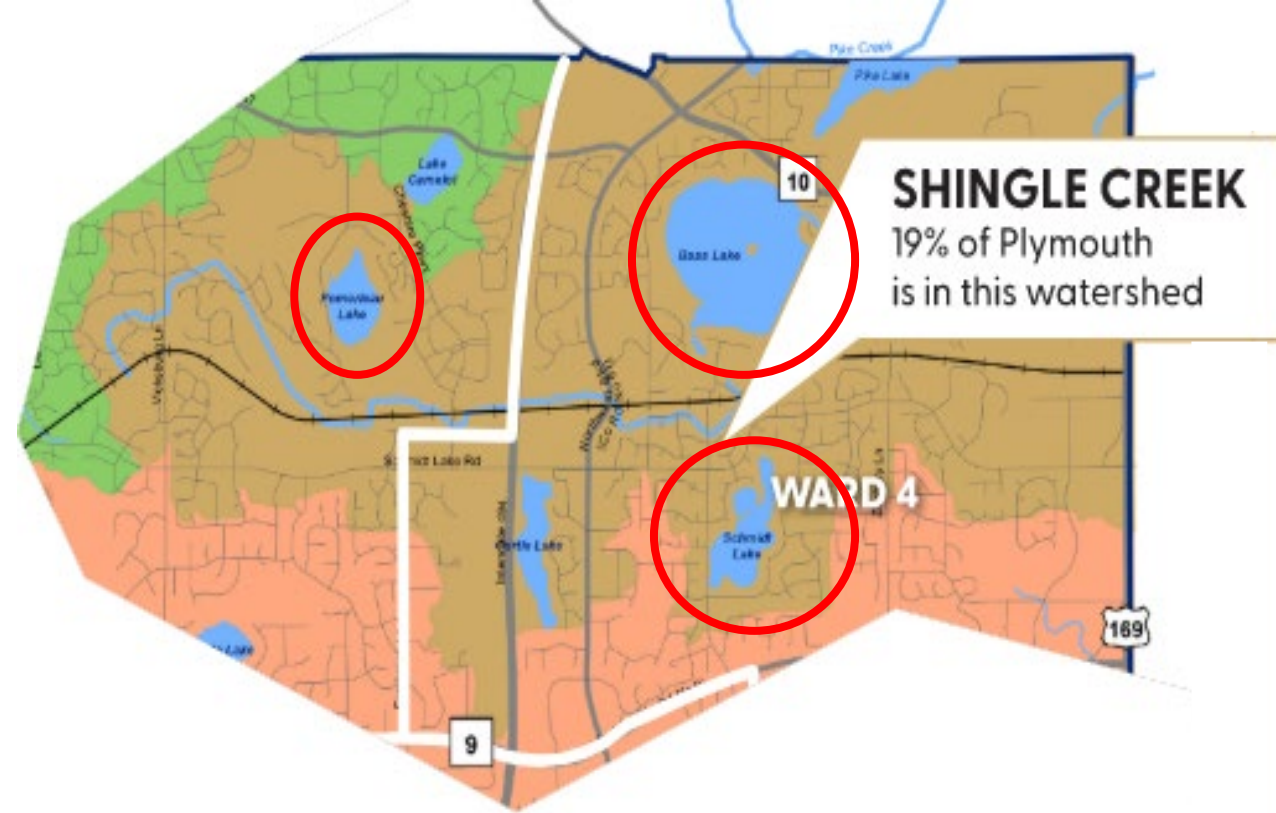 Pike Creek
Pike Lake
Lake
Camelot
10
SHINGLE CREEK
19% of Plymouth
is in this watershed
Bass Lake
Pomerleau
Lake
Schmidt Lake Rd
WARD 4
Schmidt
Lake
Lake
169
9